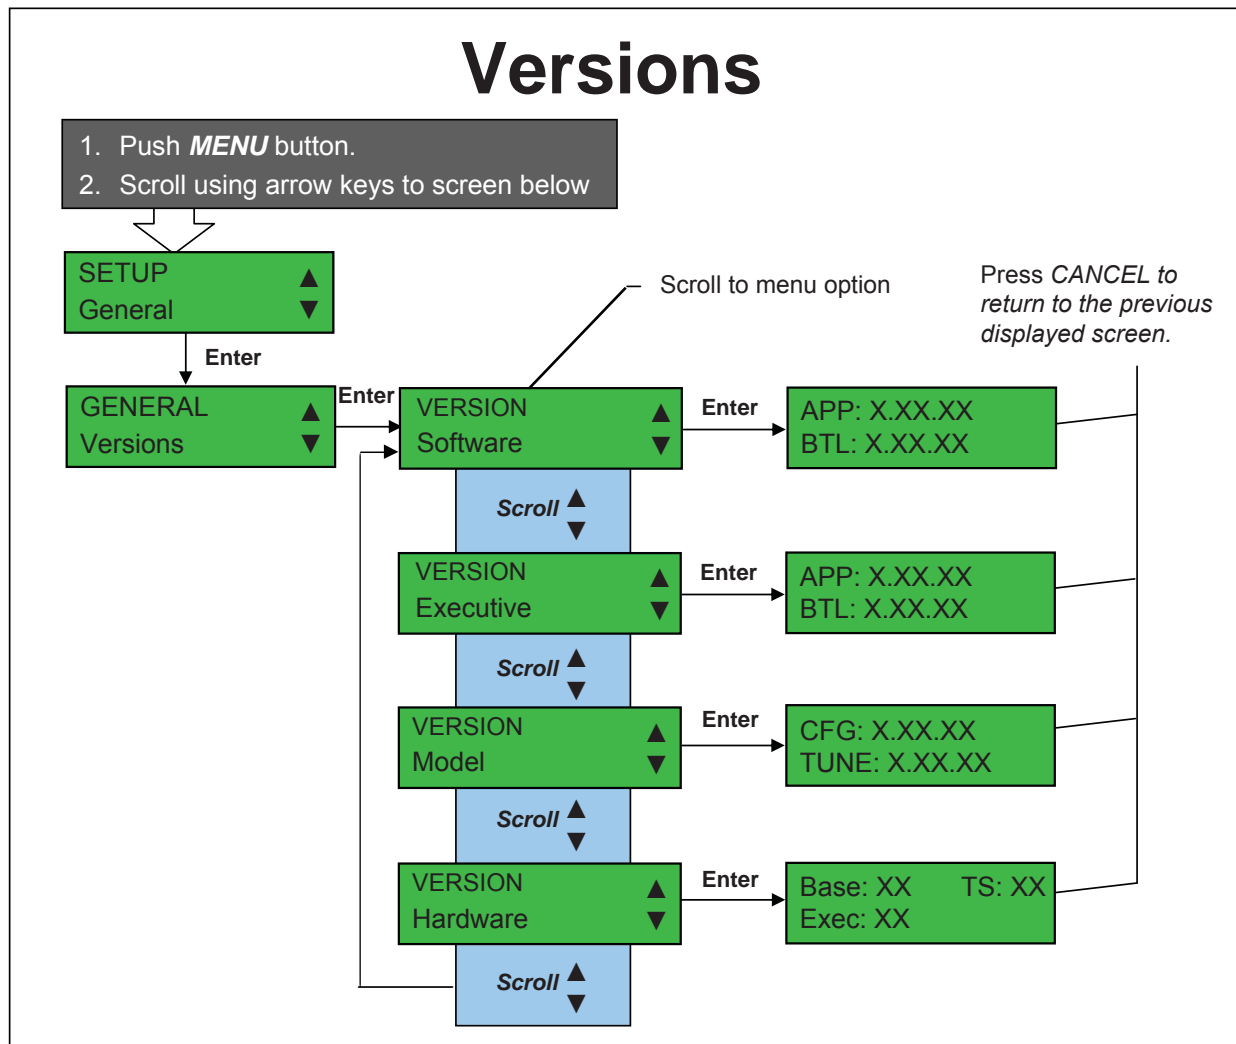 Versions
1. Push MENU button.
2. Scroll using arrow keys to screen below
SETUP
General
Enter
GENERAL
Versions
Enter
Scroll to menu option
Press CANCEL to
return to the previous
displayed screen.
VERSION
Software
Enter
APP: X.XX.XX
BTL: X.XX.XX
Scroll
VERSION
Executive
Enter
APP: X.XX.XX
BTL: X.XX.XX
Scroll
VERSION
Model
Enter
CFG: X.XX.XX
TUNE: X.XX.XX
Scroll
VERSION
Hardware
Enter
Base: XX TS: XX
Exec: XX
Scroll